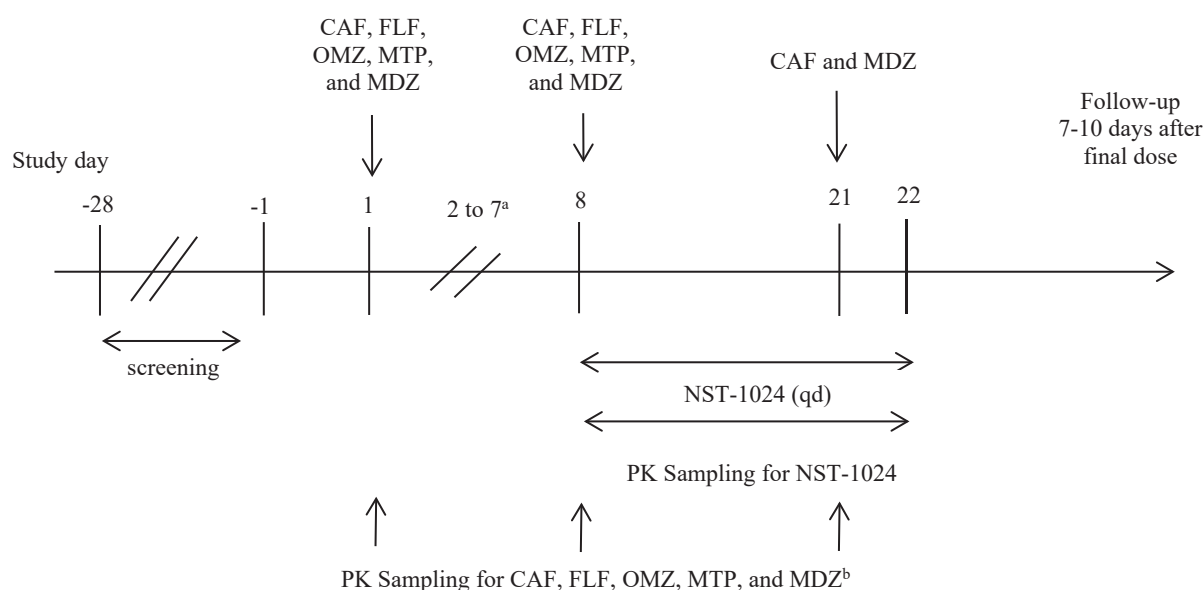 CAF, FLF,
OMZ, MTP,
and MDZ
CAF, FLF,
OMZ, MTP,
and MDZ
CAF and MDZ
Follow-up
7-10 days after
final dose
Study day
-28
-1
1
2 to 7ᵃ
8
21
22
screening
NST-1024 (qd)
PK Sampling for NST-1024
PK Sampling for CAF, FLF, OMZ, MTP, and MDZᵇ